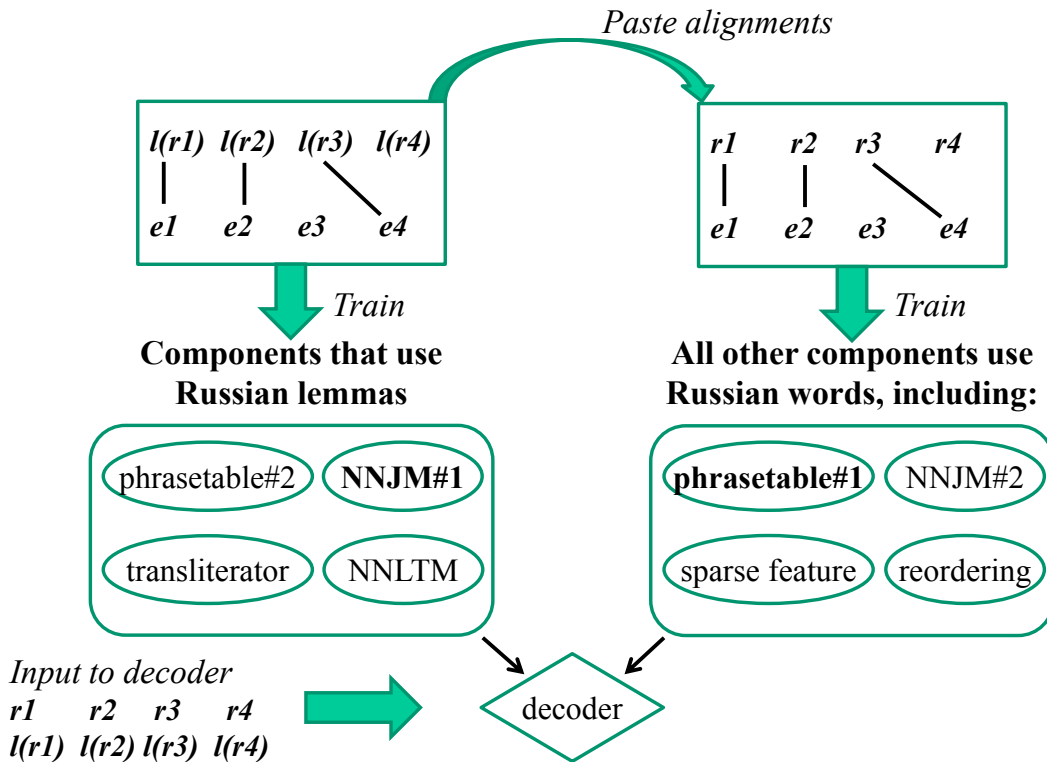 Paste alignments
l(r1) l(r2) l(r3) l(r4)
e1 e2 e3 e4
r1 r2 r3 r4
e1 e2 e3 e4
Train
Train
Components that use
Russian lemmas
All other components use
Russian words, including:
phrasetable#2 NNJM#1
transliterator NNLTM
phrasetable#1 NNJM#2
sparse feature reordering
Input to decoder
r1 r2 r3 r4
l(r1) l(r2) l(r3) l(r4)
decoder